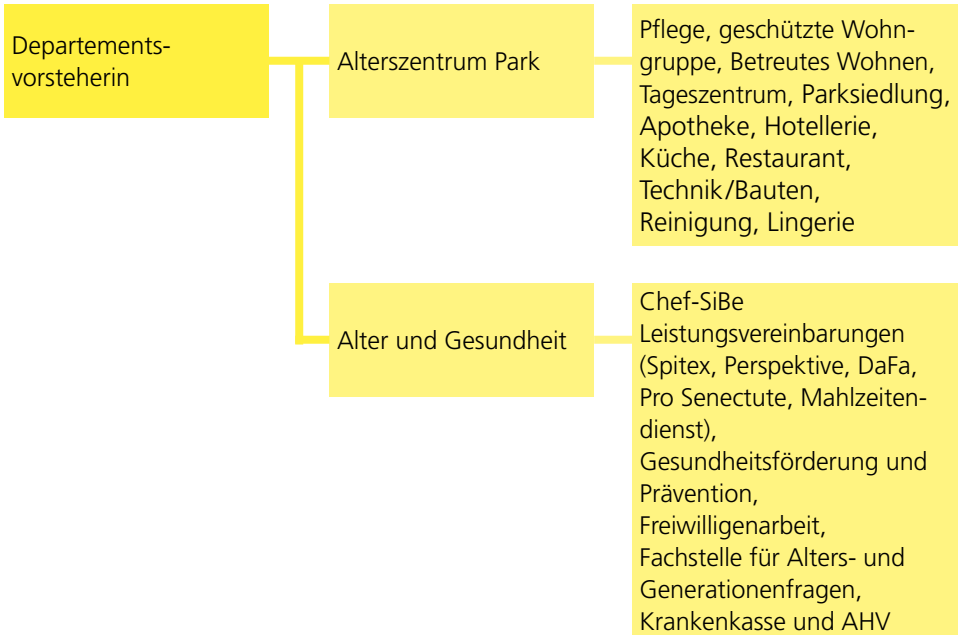 Departements-
vorsteherin
Alterszentrum Park
Pflege, geschützte Wohn-
gruppe, Betreutes Wohnen,
Tageszentrum, Parksiedlung,
Apotheke, Hotellerie,
Küche, Restaurant,
Technik/Bauten,
Reinigung, Lingerie
Alter und Gesundheit
Chef-SiBe
Leistungsvereinbarungen
(Spitex, Perspektive, DaFa,
Pro Senectute, Mahlzeiten-
dienst),
Gesundheitsförderung und
Prävention,
Freiwilligenarbeit,
Fachstelle für Alters- und
Generationenfragen,
Krankenkasse und AHV